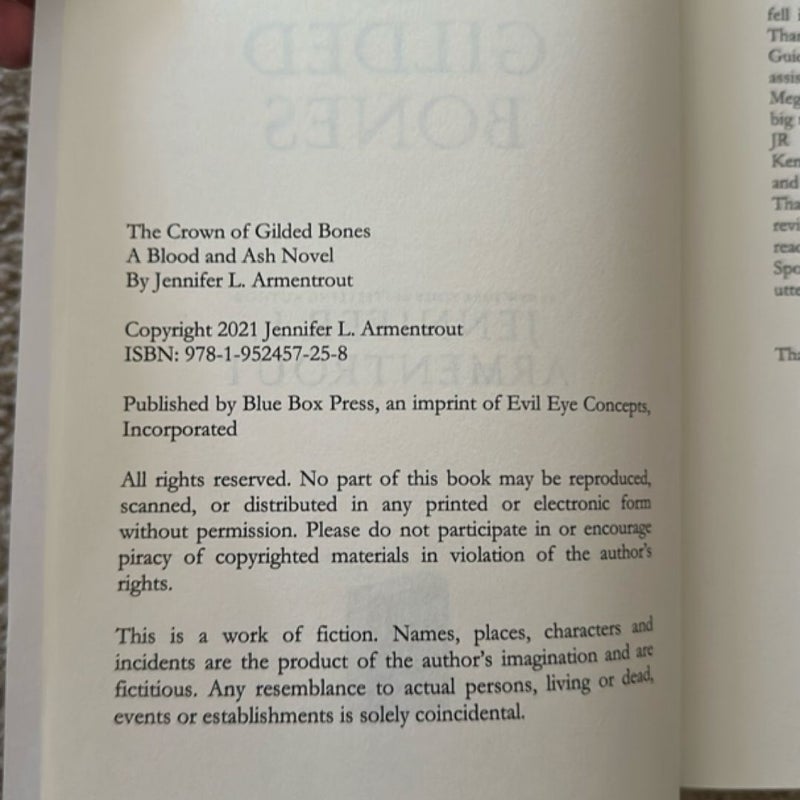 The Crown of Gilded Bones
A Blood and Ash Novel
By Jennifer L. Armentrout
Copyright 2021 Jennifer L. Armentrout
ISBN: 978-1-952457-25-8
Published by Blue Box Press, an imprint of Evil Eye Concepts,
Incorporated
All rights reserved. No part of this book may be reproduced,
scanned, or distributed in any printed or electronic form
without permission. Please do not participate in or encourage
piracy of copyrighted materials in violation of the author's
rights.
This is a work of fiction. Names, places, characters and
incidents are the product of the author's imagination and are
fictitious. Any resemblance to actual persons, living or dead,
events or establishments is solely coincidental.
fell
big
JR
and